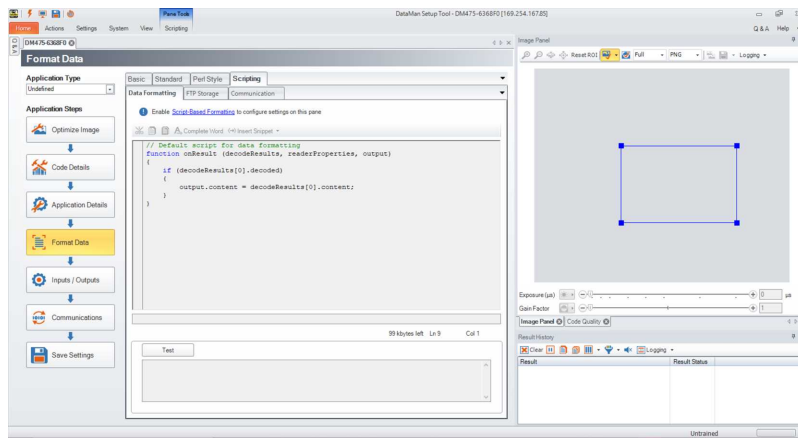 Pane Tools
DataMan Setup Tool - DM475-6368F0 [169.254.167.85]
Home Actions Settings System View Scripting
Q & A Help
DM475-6368F0
Image Panel
Format Data
Reset ROI Full PNG Logging
Application Type
Undefined
Basic Standard Perl Style Scripting
Data Formatting FTP Storage Communication
Application Steps
Enable Script-Based Formatting to configure settings on this pane
Optimize Image
Complete Word Insert Snippet
// Default script for data formatting
function onResult (decodeResults, readerProperties, output)
{
if (decodeResults[0].decoded)
{
output.content = decodeResults[0].content;
}
}
Code Details
Application Details
Format Data
Inputs / Outputs
Communications
Save Settings
99 kbytes left Ln 9 Col 1
Test
Exposure (µs) 0 µs
Gain Factor 1
Image Panel Code Quality
Result History
Clear Logging
Result Result Status
Untrained